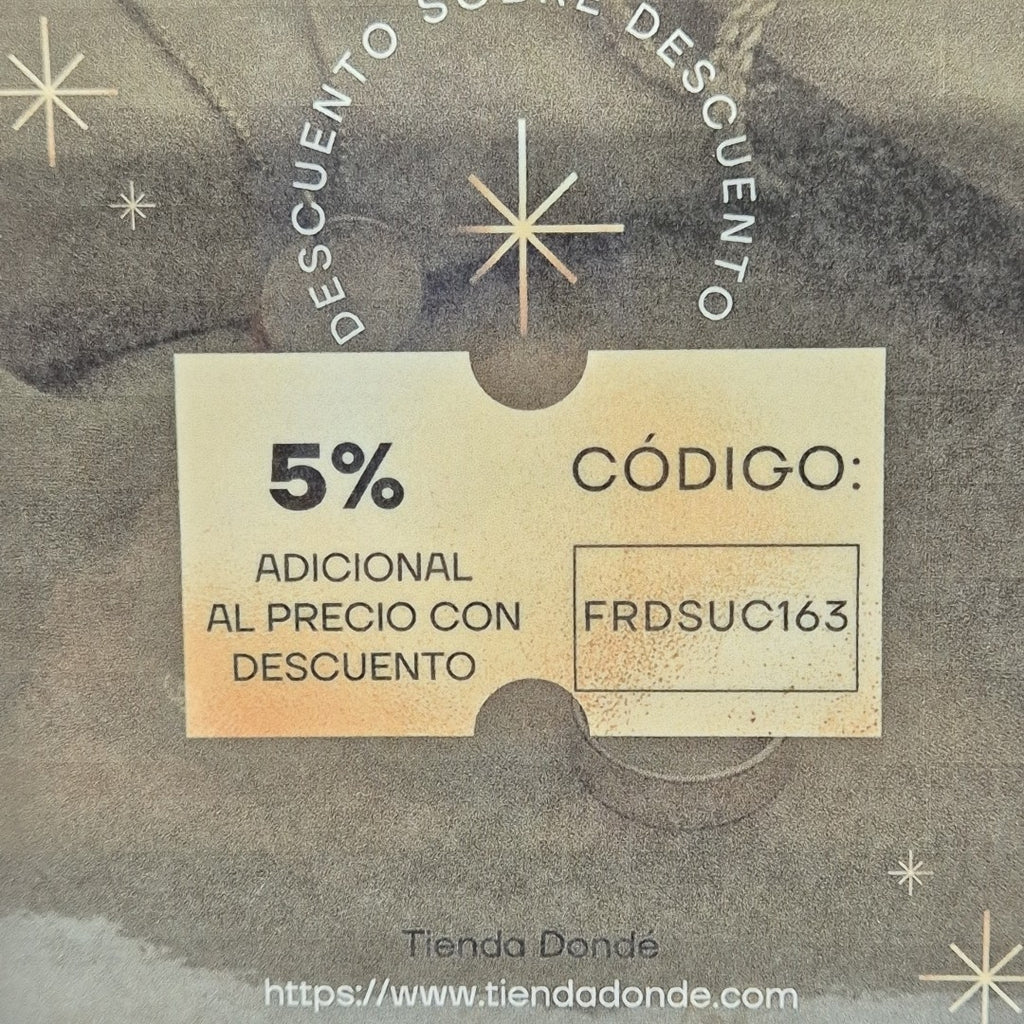 DESCUENTO SOBRE DESCUENTO
5%
ADICIONAL
AL PRECIO CON
DESCUENTO
CÓDIGO:
FRDSUC163
Tienda Dondé
https://www.tiendadonde.com